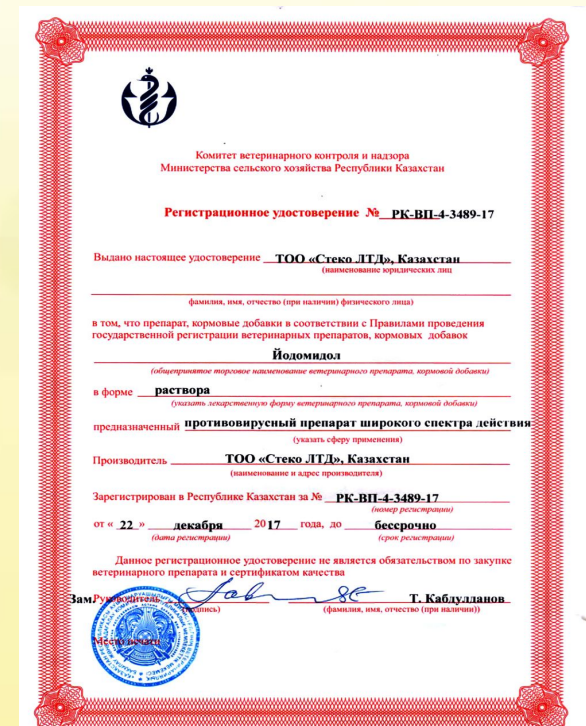 Комитет ветеринарного контроля и надзора
Министерства сельского хозяйства Республики Казахстан
Регистрационное удостоверение № РК-ВП-4-3489-17
Выдано настоящее удостоверение ТОО «Стеко ЛТД», Казахстан
(наименование юридических лиц
фамилия, имя, отчество (при наличии) физического лица)
в том, что препарат, кормовые добавки в соответствии с Правилами проведения
государственной регистрации ветеринарных препаратов, кормовых добавок
Йодомидол
(общепринятое торговое наименование ветеринарного препарата, кормовой добавки)
в форме раствора
(указать лекарственную форму ветеринарного препарата, кормовой добавки)
предназначенный противовирусный препарат широкого спектра действия
(указать сферу применения)
Производитель ТОО «Стеко ЛТД», Казахстан
(наименование и адрес производителя)
Зарегистрирован в Республике Казахстан за № РК-ВП-4-3489-17
(номер регистрации)
от « 22 » декабря 2017 года, до бессрочно
(дата регистрации) (срок регистрации)
Данное регистрационное удостоверение не является обязательством по закупке
ветеринарного препарата и сертификатом качества
Зам. Руководитель Т. Кабдулданов
(подпись) (фамилия, имя, отчество (при наличии))
Место печати